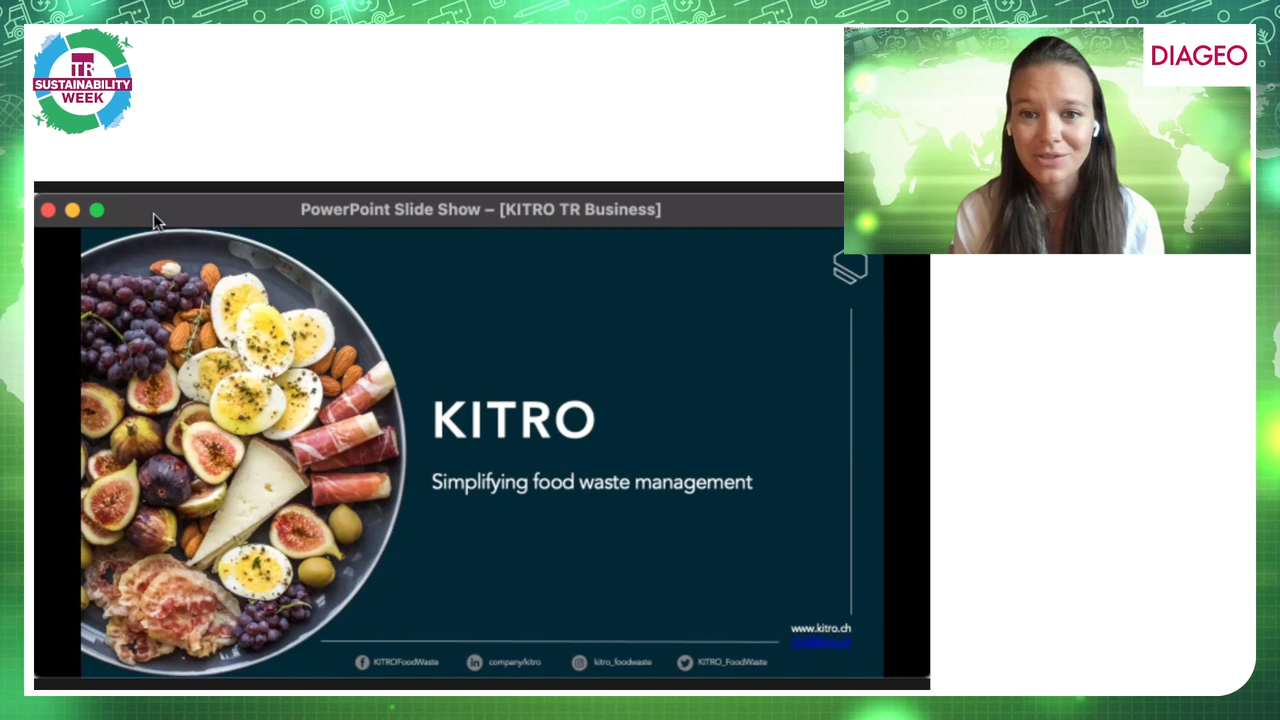 TR
SUSTAINABILITY
WEEK
DIAGEO
PowerPoint Slide Show – [KITRO TR Business]
KITRO
Simplifying food waste management
www.kitro.ch
KITROFoodWaste
company/kitro
kitro_foodwaste
KITRO_FoodWaste